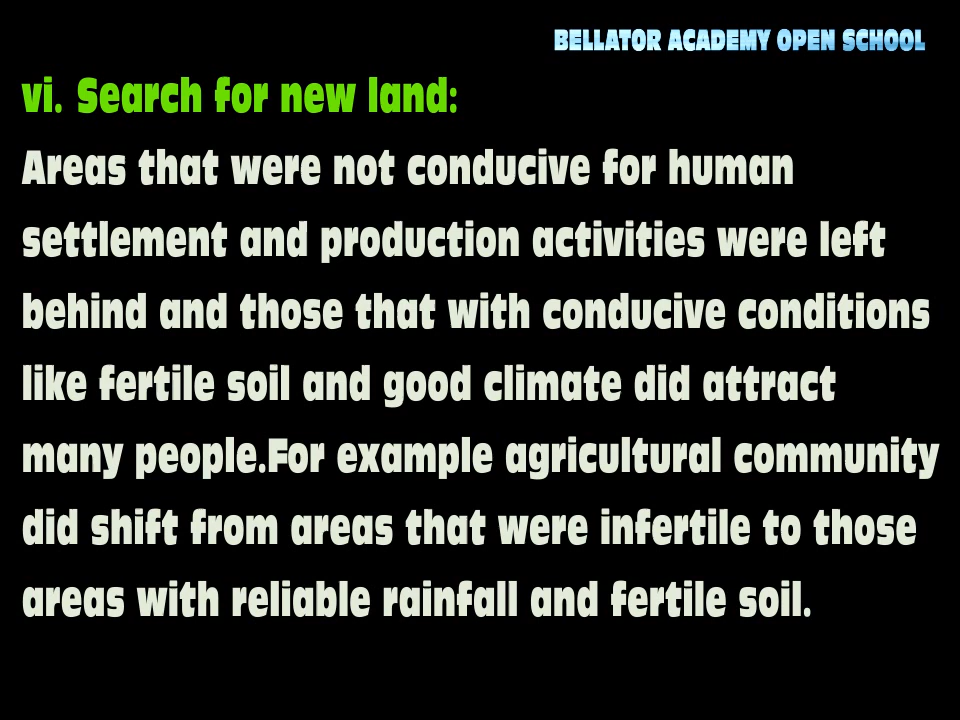 BELLATOR ACADEMY OPEN SCHOOL
vi. Search for new land:
Areas that were not conducive for human
settlement and production activities were left
behind and those that with conducive conditions
like fertile soil and good climate did attract
many people.For example agricultural community
did shift from areas that were infertile to those
areas with reliable rainfall and fertile soil.